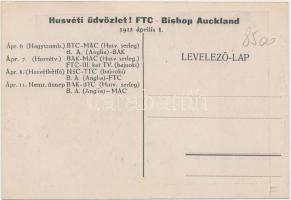 Husvéti üdvözlet! FTC - Bishop Auckland
1912 április 1.
Ápr. 6 (Nagyszomb.) BTC-MAC (Husv. serleg)
B. A. (Anglia)-BAK
Ápr. 7. (Husvétv.) BAK-MAC (Husv. serleg)
FTC-III. ker TV. (bajnoki)
Ápr. 8. (Husvéthétfő) NSC-TTC (bajnoki)
B. A. (Anglia)-FTC
Ápr. 11. Nemz. ünnep BAK-BTC (Husv. serleg)
B. A. (Anglia)-MAC
8500
LEVELEZŐ-LAP
F